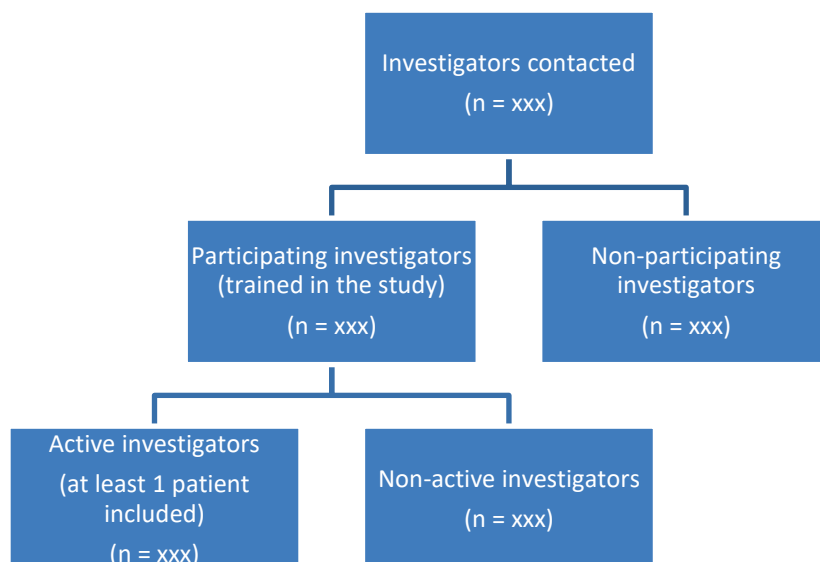 Investigators contacted
(n = xxx)
Participating investigators
(trained in the study)
(n = xxx)
Non-participating
investigators
(n = xxx)
Active investigators
(at least 1 patient
included)
(n = xxx)
Non-active investigators
(n = xxx)